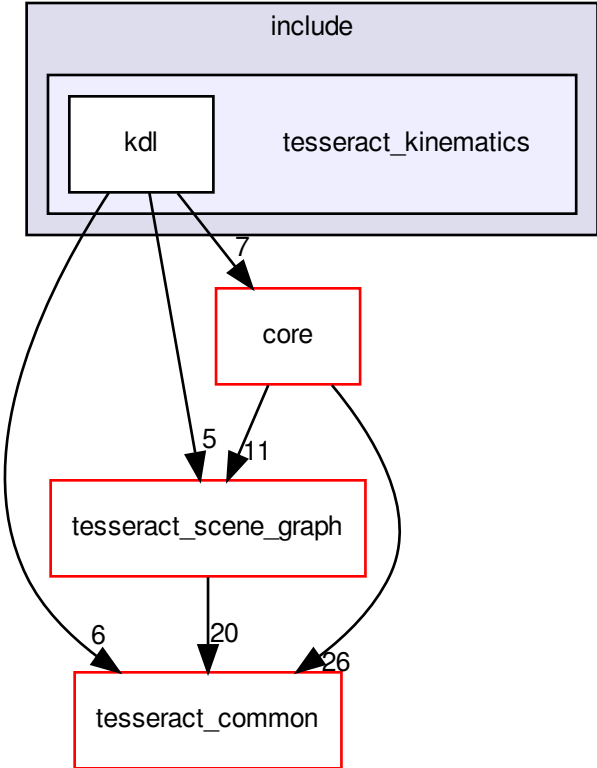 include
kdl
tesseract_kinematics
7
core
5
11
tesseract_scene_graph
6
20
26
tesseract_common